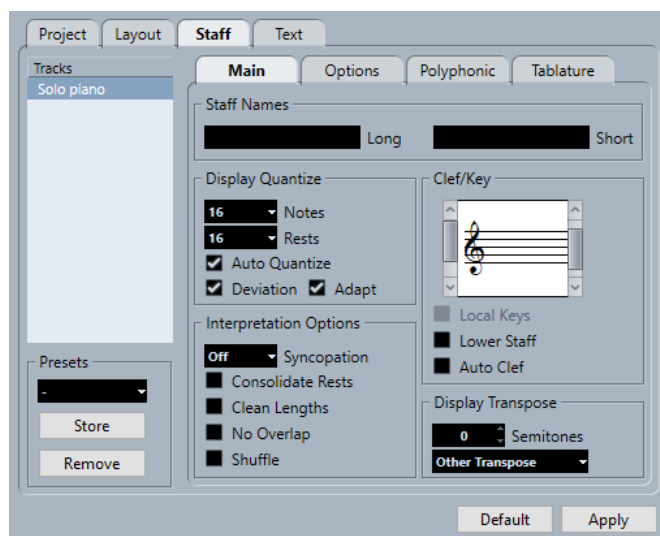 Project Layout Staff Text
Tracks
Solo piano
Main Options Polyphonic Tablature
Staff Names
Long Short
Display Quantize
16 Notes
16 Rests
Auto Quantize
Deviation Adapt
Clef/Key
Local Keys
Lower Staff
Auto Clef
Interpretation Options
Off Syncopation
Consolidate Rests
Clean Lengths
No Overlap
Shuffle
Display Transpose
0 Semitones
Other Transpose
Presets
-
Store
Remove
Default Apply